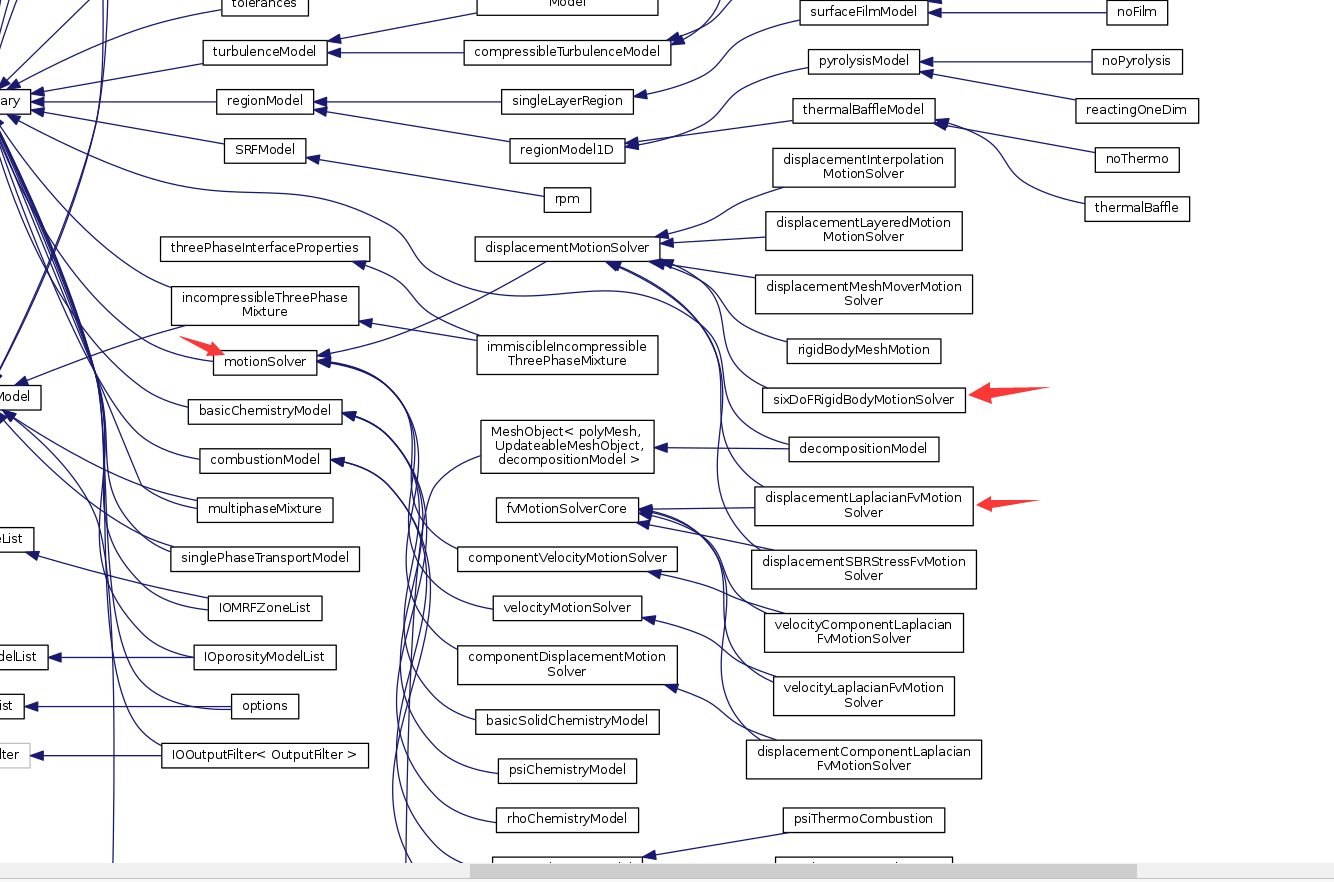 tolerances
Model
surfaceFilmModel
noFilm
turbulenceModel
compressibleTurbulenceModel
pyrolysisModel
noPyrolysis
ary
regionModel
singleLayerRegion
thermalBaffleModel
reactingOneDim
SRFModel
regionModel1D
displacementInterpolation
MotionSolver
noThermo
rpm
thermalBaffle
threePhaseInterfaceProperties
displacementMotionSolver
displacementLayeredMotion
MotionSolver
incompressibleThreePhase
Mixture
displacementMeshMoverMotion
Solver
motionSolver
immiscibleIncompressible
ThreePhaseMixture
rigidBodyMeshMotion
Model
basicChemistryModel
sixDoFRigidBodyMotionSolver
combustionModel
MeshObject< polyMesh,
UpdateableMeshObject,
decompositionModel >
decompositionModel
multiphaseMixture
fvMotionSolverCore
displacementLaplacianFvMotion
Solver
eList
singlePhaseTransportModel
componentVelocityMotionSolver
displacementSBRStressFvMotion
Solver
IOMRFZoneList
velocityMotionSolver
velocityComponentLaplacian
FvMotionSolver
delList
IOporosityModelList
componentDisplacementMotion
Solver
velocityLaplacianFvMotion
Solver
ist
options
basicSolidChemistryModel
lter
IOOutputFilter< OutputFilter >
psiChemistryModel
displacementComponentLaplacian
FvMotionSolver
rhoChemistryModel
psiThermoCombustion